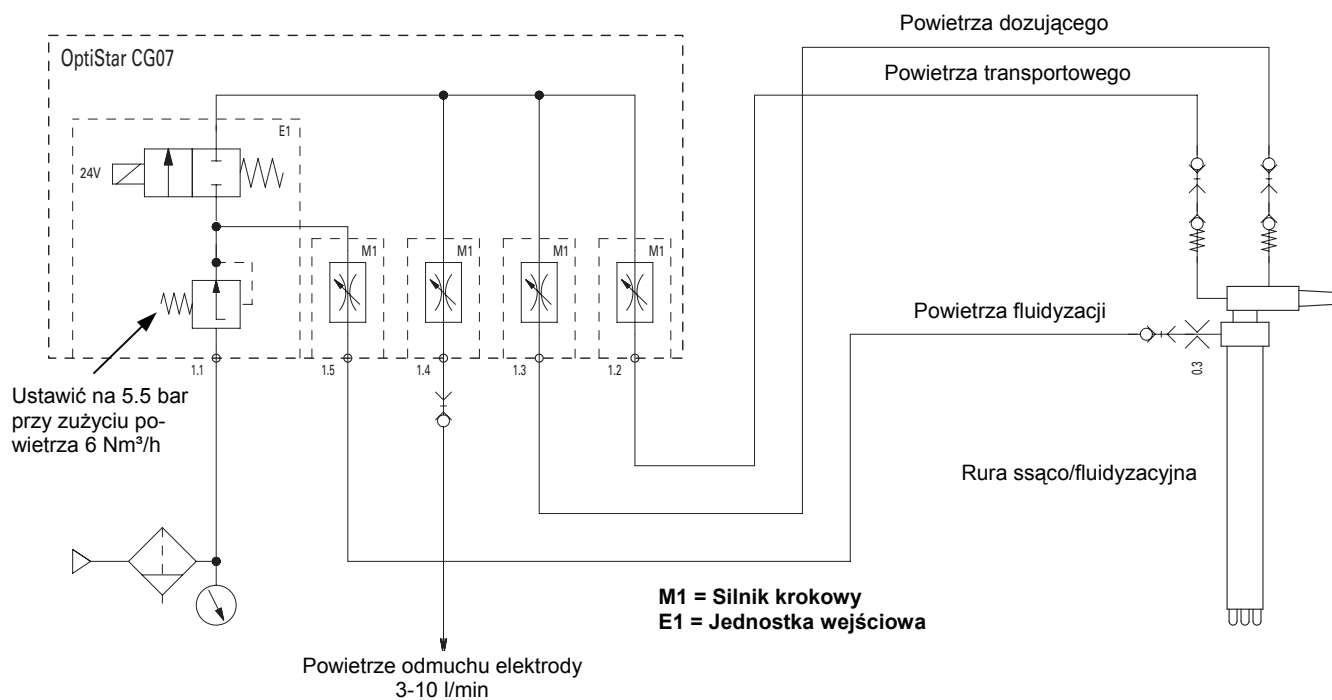 Powietrza dozującego
OptiStar CG07
Powietrza transportowego
E1
24V
M1
M1
M1
M1
Powietrza fluidyzacji
1.1
1.5
1.4
1.3
1.2
0.3
Ustawić na 5.5 bar
przy zużyciu po-
wietrza 6 Nm³/h
Rura ssąco/fluidyzacyjna
M1 = Silnik krokowy
E1 = Jednostka wejściowa
Powietrze odmuchu elektrody
3-10 l/min